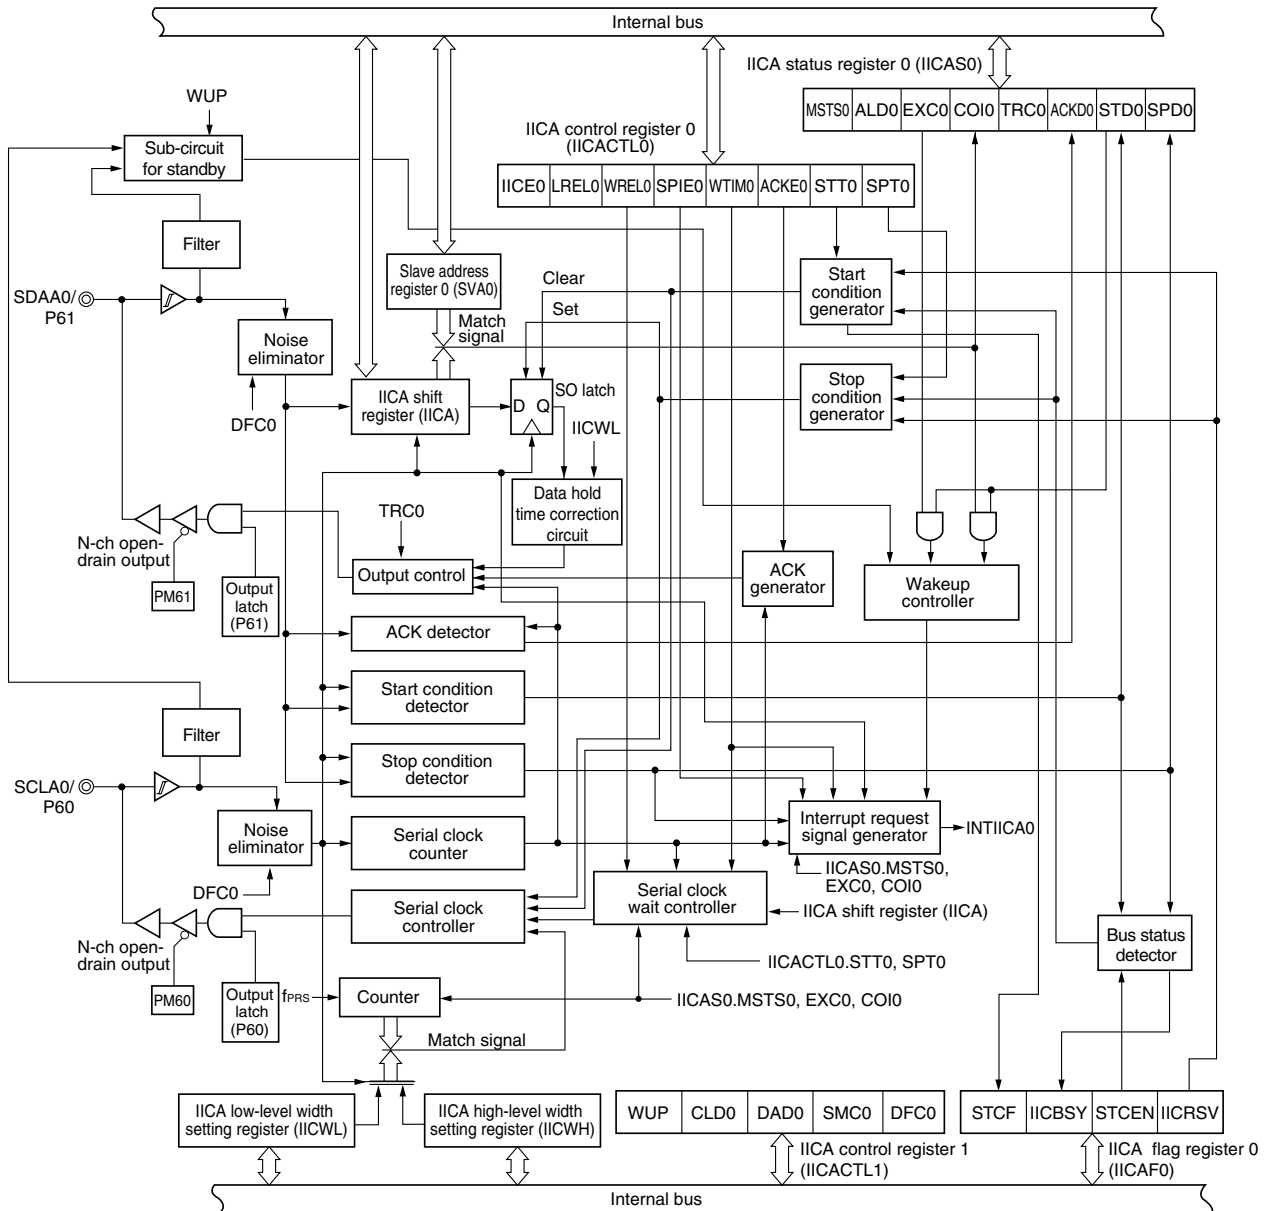 Internal bus
IICA status register 0 (IICAS0)
MSTS0 ALD0 EXC0 COI0 TRC0 ACKD0 STD0 SPD0
WUP
Sub-circuit
for standby
IICA control register 0
(IICACTL0)
IICE0 LREL0 WREL0 SPIE0 WTIM0 ACKE0 STT0 SPT0
Filter
Slave address
register 0 (SVA0)
Clear
Start
condition
generator
SDAA0/
P61
Noise
eliminator
Match
signal
Set
DFC0
IICA shift
register (IICA)
D Q
SO latch
Stop
condition
generator
IICWL
Data hold
time correction
circuit
TRC0
N-ch open-
drain output
PM61
Output
latch
(P61)
Output control
ACK
generator
Wakeup
controller
ACK detector
Start condition
detector
Filter
Stop condition
detector
SCLA0/
P60
Noise
eliminator
Serial clock
counter
Interrupt request
signal generator
INTIICA0
DFC0
IICAS0.MSTS0,
EXC0, COI0
Serial clock
controller
Serial clock
wait controller
IICA shift register (IICA)
N-ch open-
drain output
Bus status
detector
IICACTL0.STT0, SPT0
PM60
Output
latch
(P60)
fPRS
Counter
IICAS0.MSTS0, EXC0, COI0
Match signal
IICA low-level width
setting register (IICWL)
IICA high-level width
setting register (IICWH)
WUP CLD0 DAD0 SMC0 DFC0
STCF IICBSY STCEN IICRSV
IICA control register 1
(IICACTL1)
IICA flag register 0
(IICAF0)
Internal bus